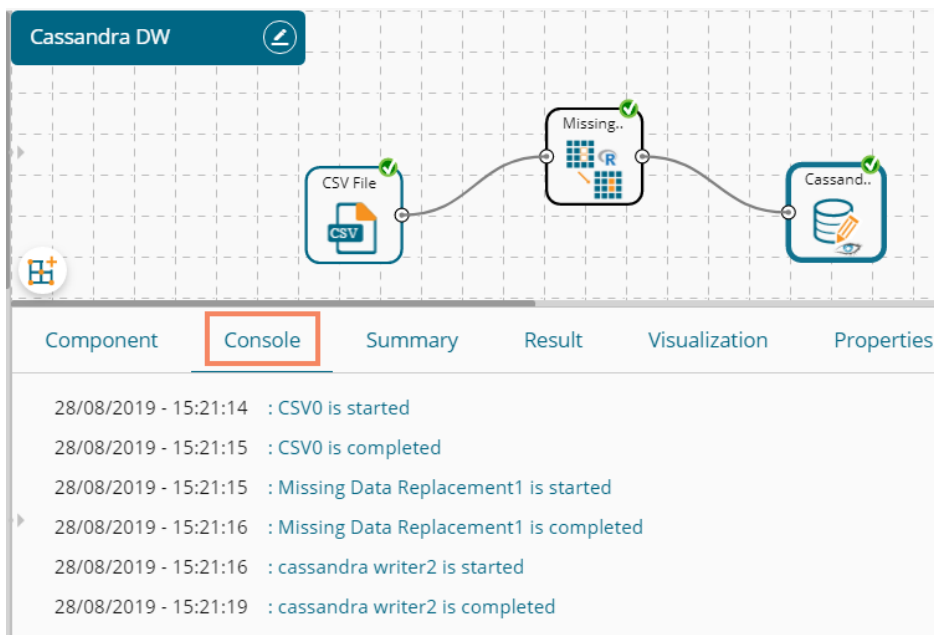 Cassandra DW
Missing..
R
CSV File
CSV
Cassand..
Component Console Summary Result Visualization Properties
28/08/2019 - 15:21:14 : CSV0 is started
28/08/2019 - 15:21:15 : CSV0 is completed
28/08/2019 - 15:21:15 : Missing Data Replacement1 is started
28/08/2019 - 15:21:16 : Missing Data Replacement1 is completed
28/08/2019 - 15:21:16 : cassandra writer2 is started
28/08/2019 - 15:21:19 : cassandra writer2 is completed